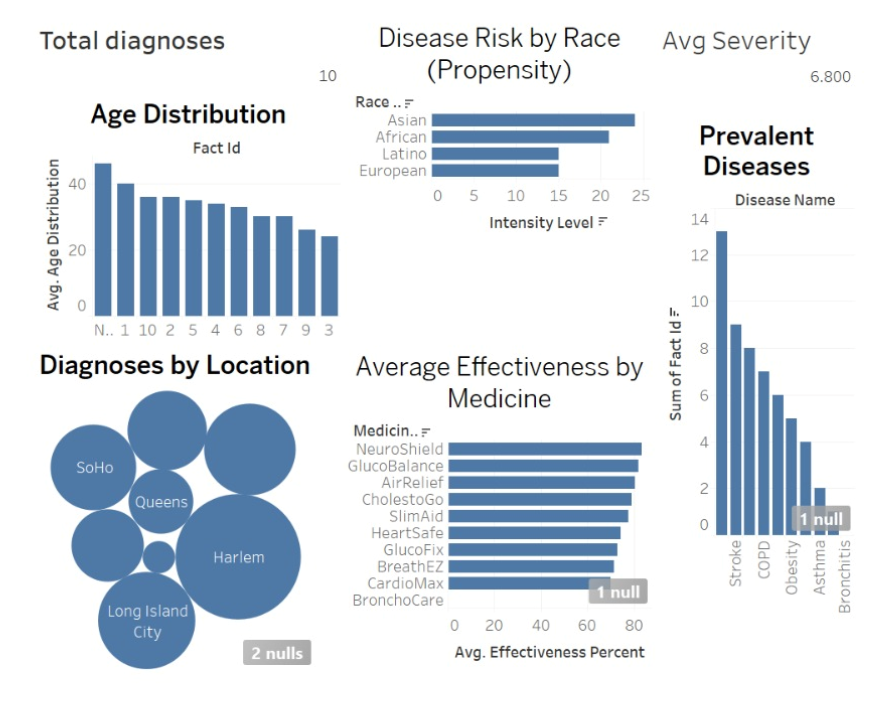 Total diagnoses
10
Disease Risk by Race
(Propensity)
Race ..
Asian
African
Latino
European
0 5 10 15 20 25
Intensity Level
Avg Severity
6.800
Age Distribution
Fact Id
Avg. Age Distribution
40
20
0
N.. 1 10 2 5 4 6 8 7 9 3
Prevalent
Diseases
Disease Name
Sum of Fact Id
14
12
10
8
6
4
2
0
1 null
Stroke
COPD
Obesity
Asthma
Bronchitis
Diagnoses by Location
SoHo
Queens
Harlem
Long Island
City
2 nulls
Average Effectiveness by
Medicine
Medicin..
NeuroShield
GlucoBalance
AirRelief
CholestoGo
SlimAid
HeartSafe
GlucoFix
BreathEZ
CardioMax
BronchoCare
1 null
0 20 40 60 80
Avg. Effectiveness Percent